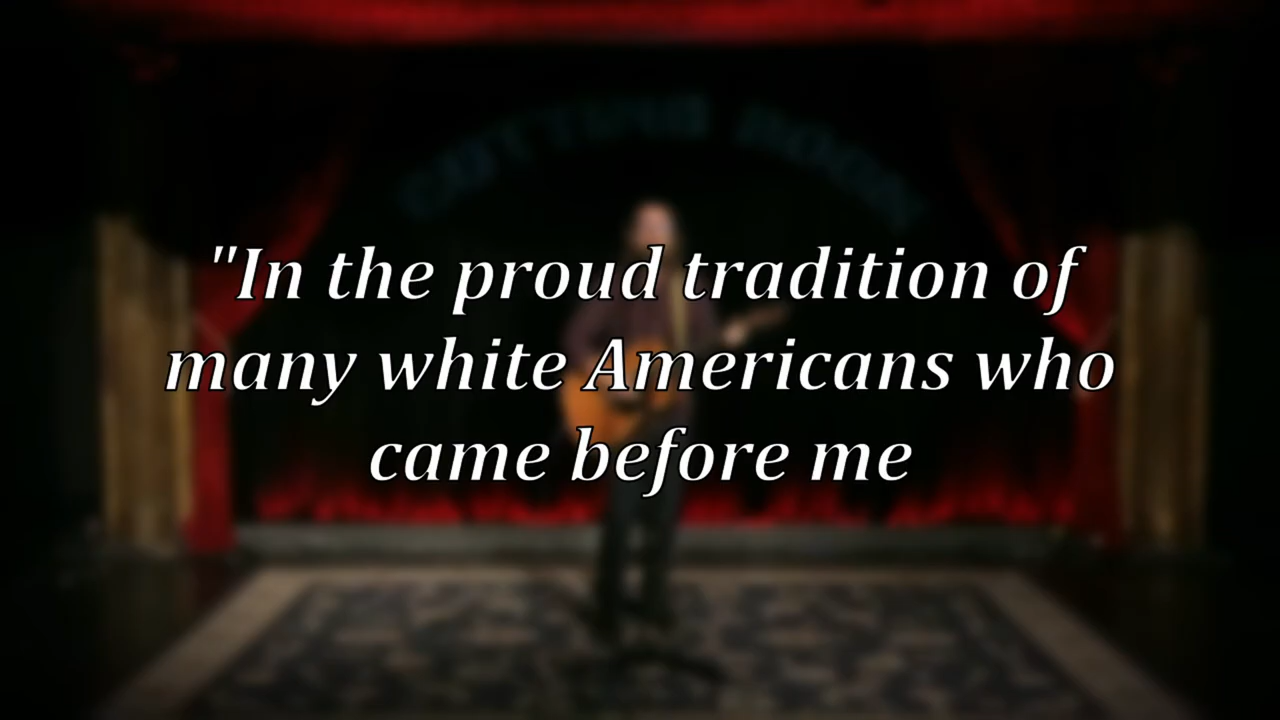 "In the proud tradition of
many white Americans who
came before me